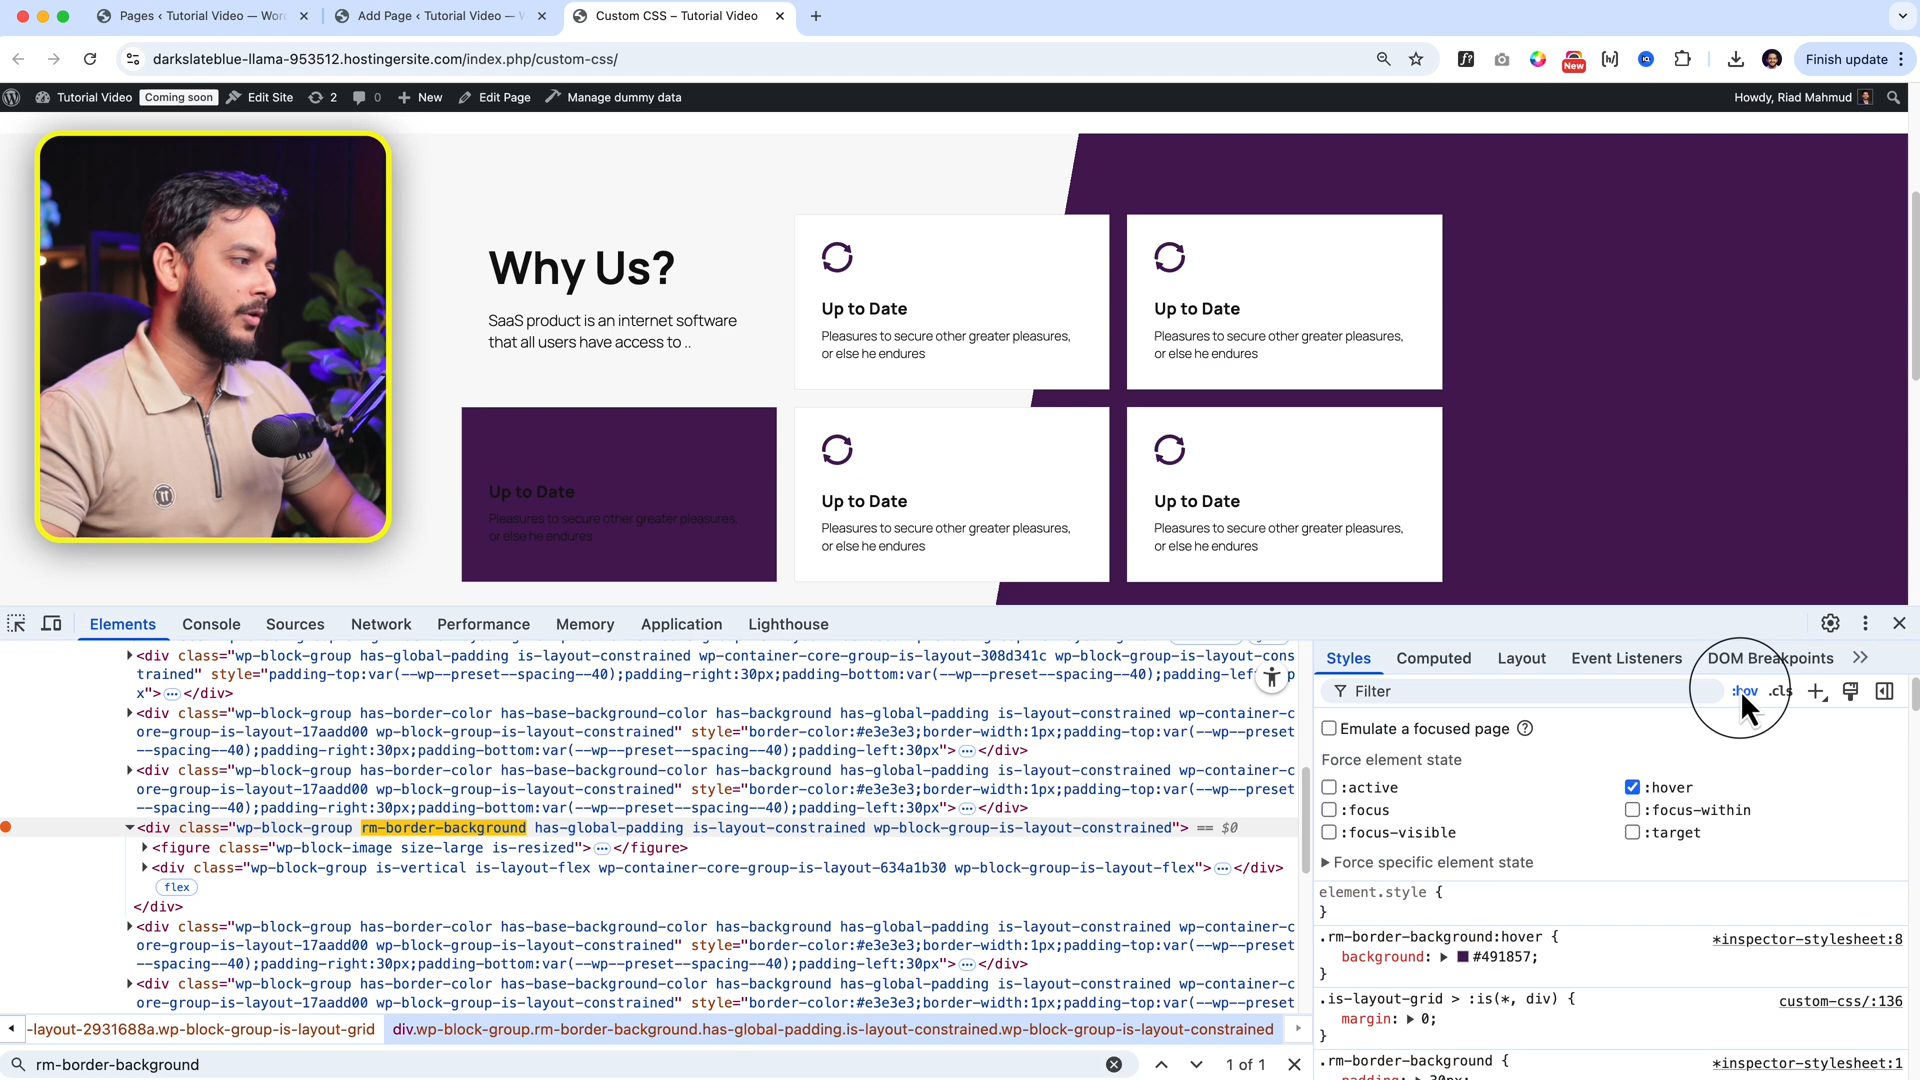 Pages ‹ Tutorial Video — Wor
Add Page ‹ Tutorial Video — W
Custom CSS – Tutorial Video
darkslateblue-llama-953512.hostingersite.com/index.php/custom-css/
New
Finish update
Tutorial Video
Coming soon
Edit Site
2
0
New
Edit Page
Manage dummy data
Howdy, Riad Mahmud
Why Us?
SaaS product is an internet software
that all users have access to ..
Up to Date
Pleasures to secure other greater pleasures,
or else he endures
Up to Date
Pleasures to secure other greater pleasures,
or else he endures
Up to Date
Pleasures to secure other greater pleasures,
or else he endures
Up to Date
Pleasures to secure other greater pleasures,
or else he endures
Up to Date
Pleasures to secure other greater pleasures,
or else he endures
Elements
Console
Sources
Network
Performance
Memory
Application
Lighthouse
<div class="wp-block-group has-global-padding is-layout-constrained wp-container-core-group-is-layout-308d341c wp-block-group-is-layout-cons
trained" style="padding-top:var(--wp--preset--spacing--40);padding-right:30px;padding-bottom:var(--wp--preset--spacing--40);padding-left:30p
x">…</div>
<div class="wp-block-group has-border-color has-base-background-color has-background has-global-padding is-layout-constrained wp-container-c
ore-group-is-layout-17aadd00 wp-block-group-is-layout-constrained" style="border-color:#e3e3e3;border-width:1px;padding-top:var(--wp--preset
--spacing--40);padding-right:30px;padding-bottom:var(--wp--preset--spacing--40);padding-left:30px">…</div>
<div class="wp-block-group has-border-color has-base-background-color has-background has-global-padding is-layout-constrained wp-container-c
ore-group-is-layout-17aadd00 wp-block-group-is-layout-constrained" style="border-color:#e3e3e3;border-width:1px;padding-top:var(--wp--preset
--spacing--40);padding-right:30px;padding-bottom:var(--wp--preset--spacing--40);padding-left:30px">…</div>
<div class="wp-block-group rm-border-background has-global-padding is-layout-constrained wp-block-group-is-layout-constrained"> == $0
<figure class="wp-block-image size-large is-resized">…</figure>
<div class="wp-block-group is-vertical is-layout-flex wp-container-core-group-is-layout-634a1b30 wp-block-group-is-layout-flex">…</div>
flex
</div>
<div class="wp-block-group has-border-color has-base-background-color has-background has-global-padding is-layout-constrained wp-container-c
ore-group-is-layout-17aadd00 wp-block-group-is-layout-constrained" style="border-color:#e3e3e3;border-width:1px;padding-top:var(--wp--preset
--spacing--40);padding-right:30px;padding-bottom:var(--wp--preset--spacing--40);padding-left:30px">…</div>
<div class="wp-block-group has-border-color has-base-background-color has-background has-global-padding is-layout-constrained wp-container-c
ore-group-is-layout-17aadd00 wp-block-group-is-layout-constrained" style="border-color:#e3e3e3;border-width:1px;padding-top:var(--wp--preset
-layout-2931688a.wp-block-group-is-layout-grid
div.wp-block-group.rm-border-background.has-global-padding.is-layout-constrained.wp-block-group-is-layout-constrained
rm-border-background
1 of 1
Styles
Computed
Layout
Event Listeners
DOM Breakpoints
Filter
:hov
.cls
Emulate a focused page
Force element state
:active
:hover
:focus
:focus-within
:focus-visible
:target
Force specific element state
element.style {
}
.rm-border-background:hover {
*inspector-stylesheet:8
background: #491857;
}
.is-layout-grid > :is(*, div) {
custom-css/:136
margin: 0;
}
.rm-border-background {
*inspector-stylesheet:1